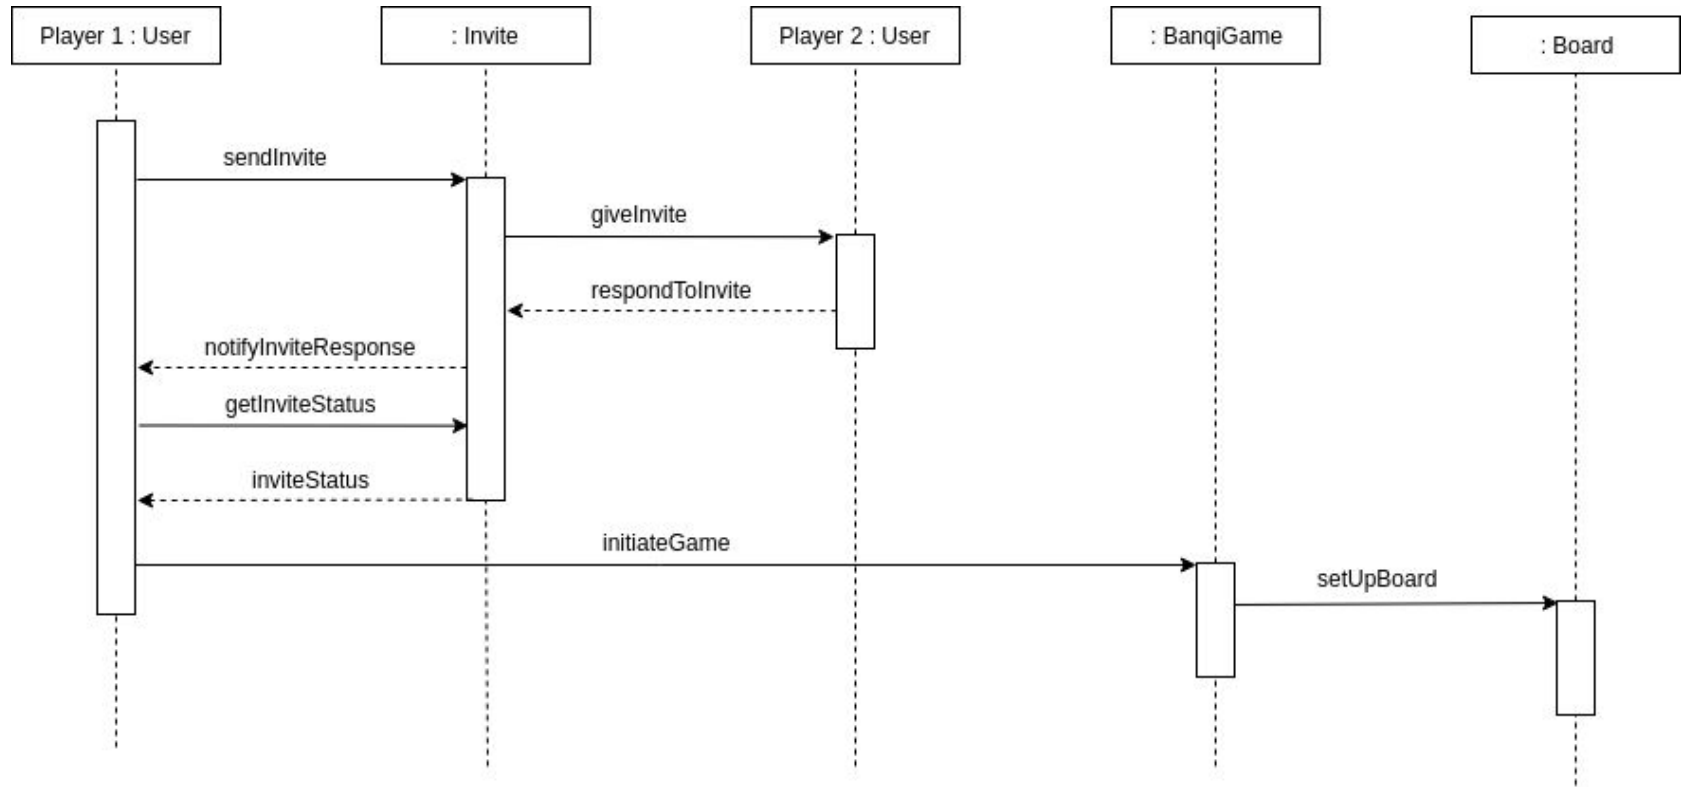 Player 1 : User
: Invite
Player 2 : User
: BanqiGame
: Board
sendInvite
giveInvite
respondToInvite
notifyInviteResponse
getInviteStatus
inviteStatus
initiateGame
setUpBoard